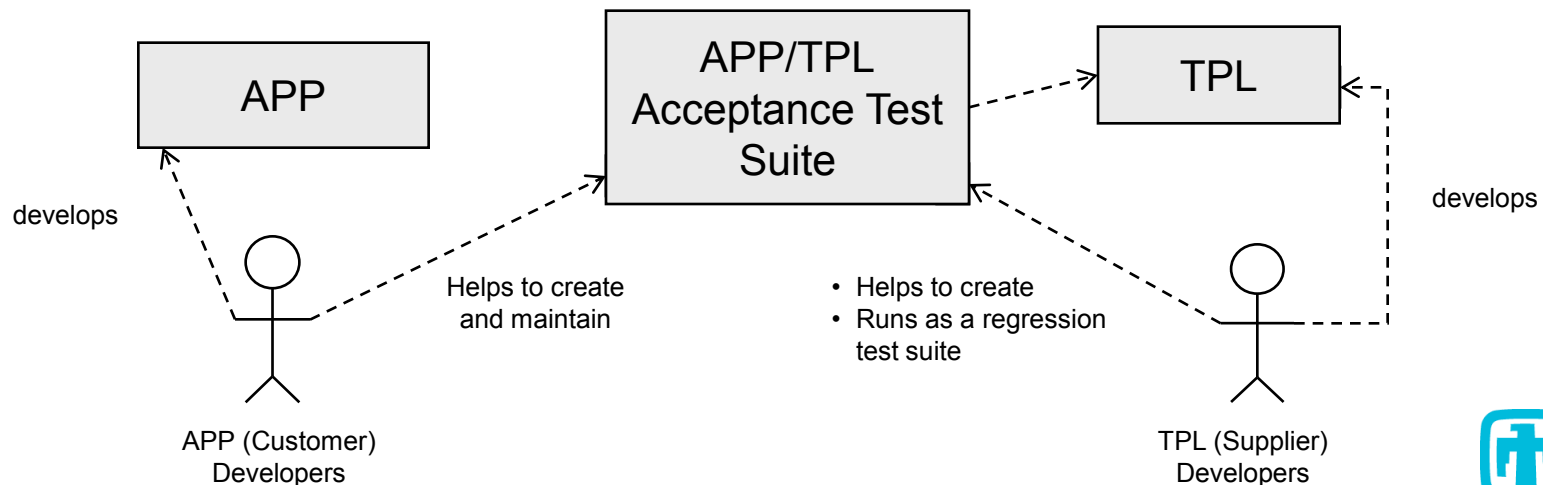 APP
APP/TPL
Acceptance Test
Suite
TPL
develops
develops
Helps to create
and maintain
• Helps to create
• Runs as a regression
test suite
APP (Customer)
Developers
TPL (Supplier)
Developers